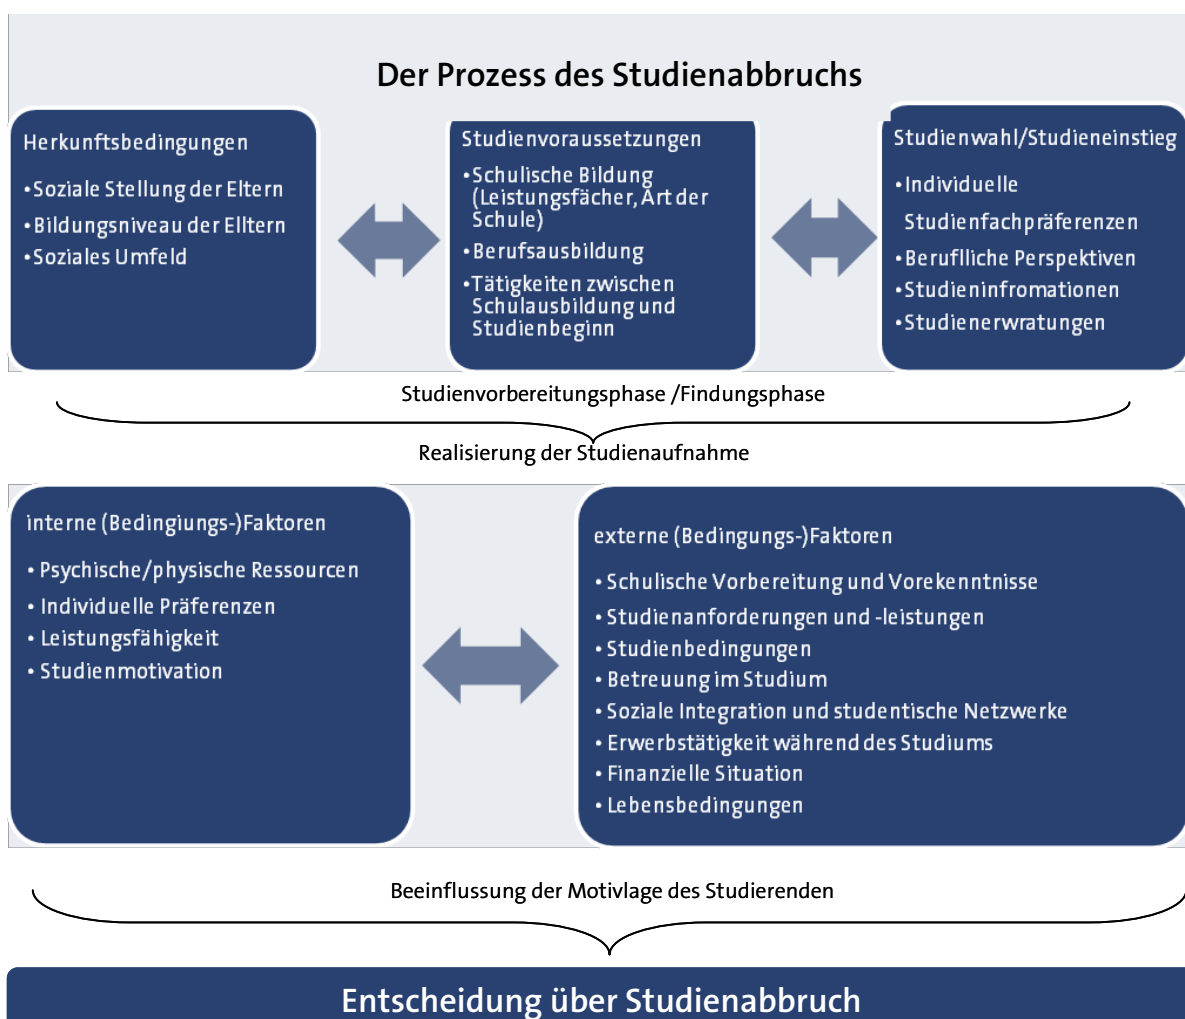 Der Prozess des Studienabbruchs
Herkunftsbedingungen
•Soziale Stellung der Eltern
•Bildungsniveau der Elltern
•Soziales Umfeld
Studienvoraussetzungen
•Schulische Bildung
(Leistungsfächer, Art der
Schule)
•Berufsausbildung
•Tätigkeiten zwischen
Schulausbildung und
Studienbeginn
Studienwahl/Studieneinstieg
•Individuelle
Studienfachpräferenzen
•Beruflliche Perspektiven
•Studieninfromationen
•Studienerwratungen
Studienvorbereitungsphase /Findungsphase
Realisierung der Studienaufnahme
interne (Bedingiungs-)Faktoren
• Psychische/physische Ressourcen
• Individuelle Präferenzen
• Leistungsfähigkeit
• Studienmotivation
externe (Bedingungs-)Faktoren
• Schulische Vorbereitung und Vorekenntnisse
• Studienanforderungen und -leistungen
• Studienbedingungen
• Betreuung im Studium
• Soziale Integration und studentische Netzwerke
• Erwerbstätigkeit während des Studiums
• Finanzielle Situation
• Lebensbedingungen
Beeinflussung der Motivlage des Studierenden
Entscheidung über Studienabbruch